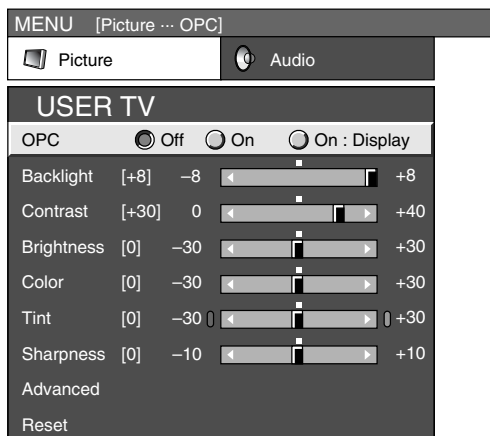 MENU [Picture ··· OPC]
Picture Audio
USER TV
OPC Off On On : Display
Backlight [+8] –8 +8
Contrast [+30] 0 +40
Brightness [0] –30 +30
Color [0] –30 +30
Tint [0] –30 +30
Sharpness [0] –10 +10
Advanced
Reset